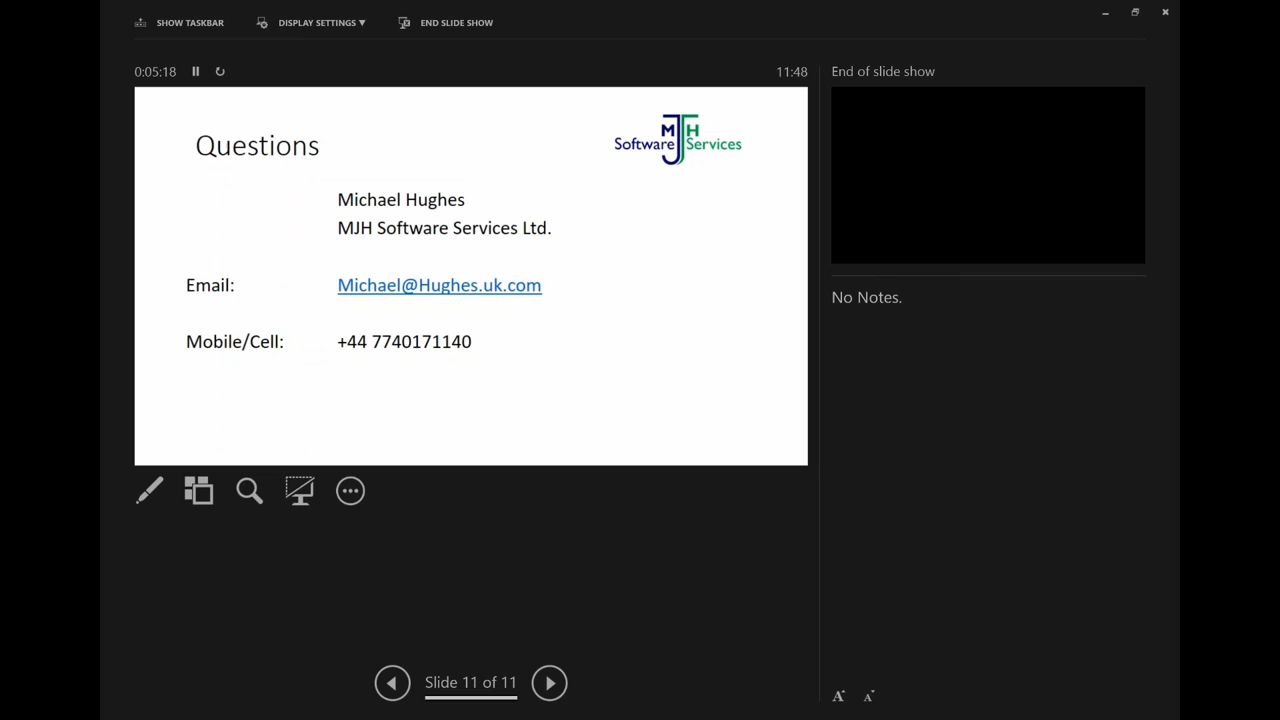 SHOW TASKBAR
DISPLAY SETTINGS ▼
END SLIDE SHOW
0:05:18
11:48
End of slide show
Questions
MJH
Software Services
Michael Hughes
MJH Software Services Ltd.
Email: Michael@Hughes.uk.com
Mobile/Cell: +44 7740171140
No Notes.
Slide 11 of 11
A A